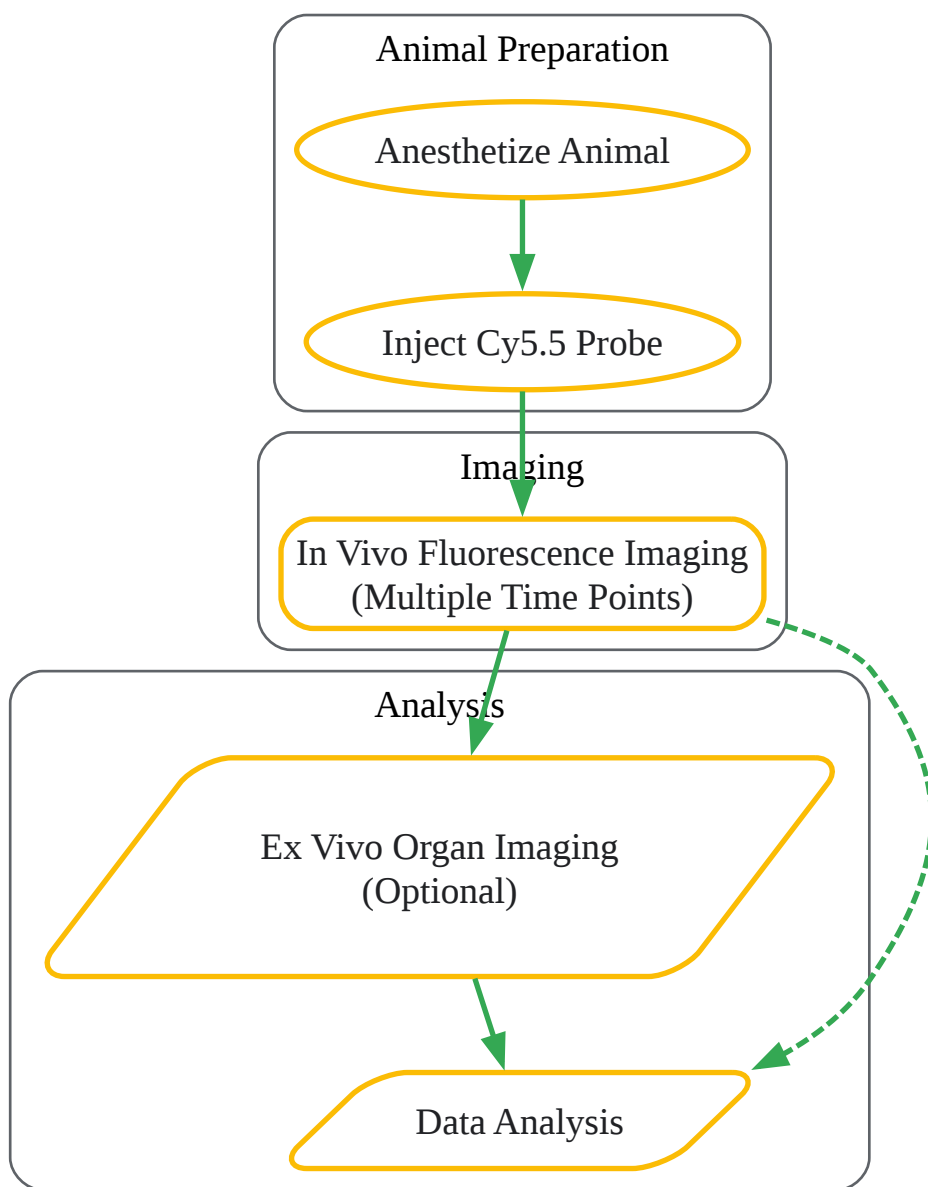 Animal Preparation
Anesthetize Animal
Inject Cy5.5 Probe
Imaging
In Vivo Fluorescence Imaging
(Multiple Time Points)
Analysis
Ex Vivo Organ Imaging
(Optional)
Data Analysis